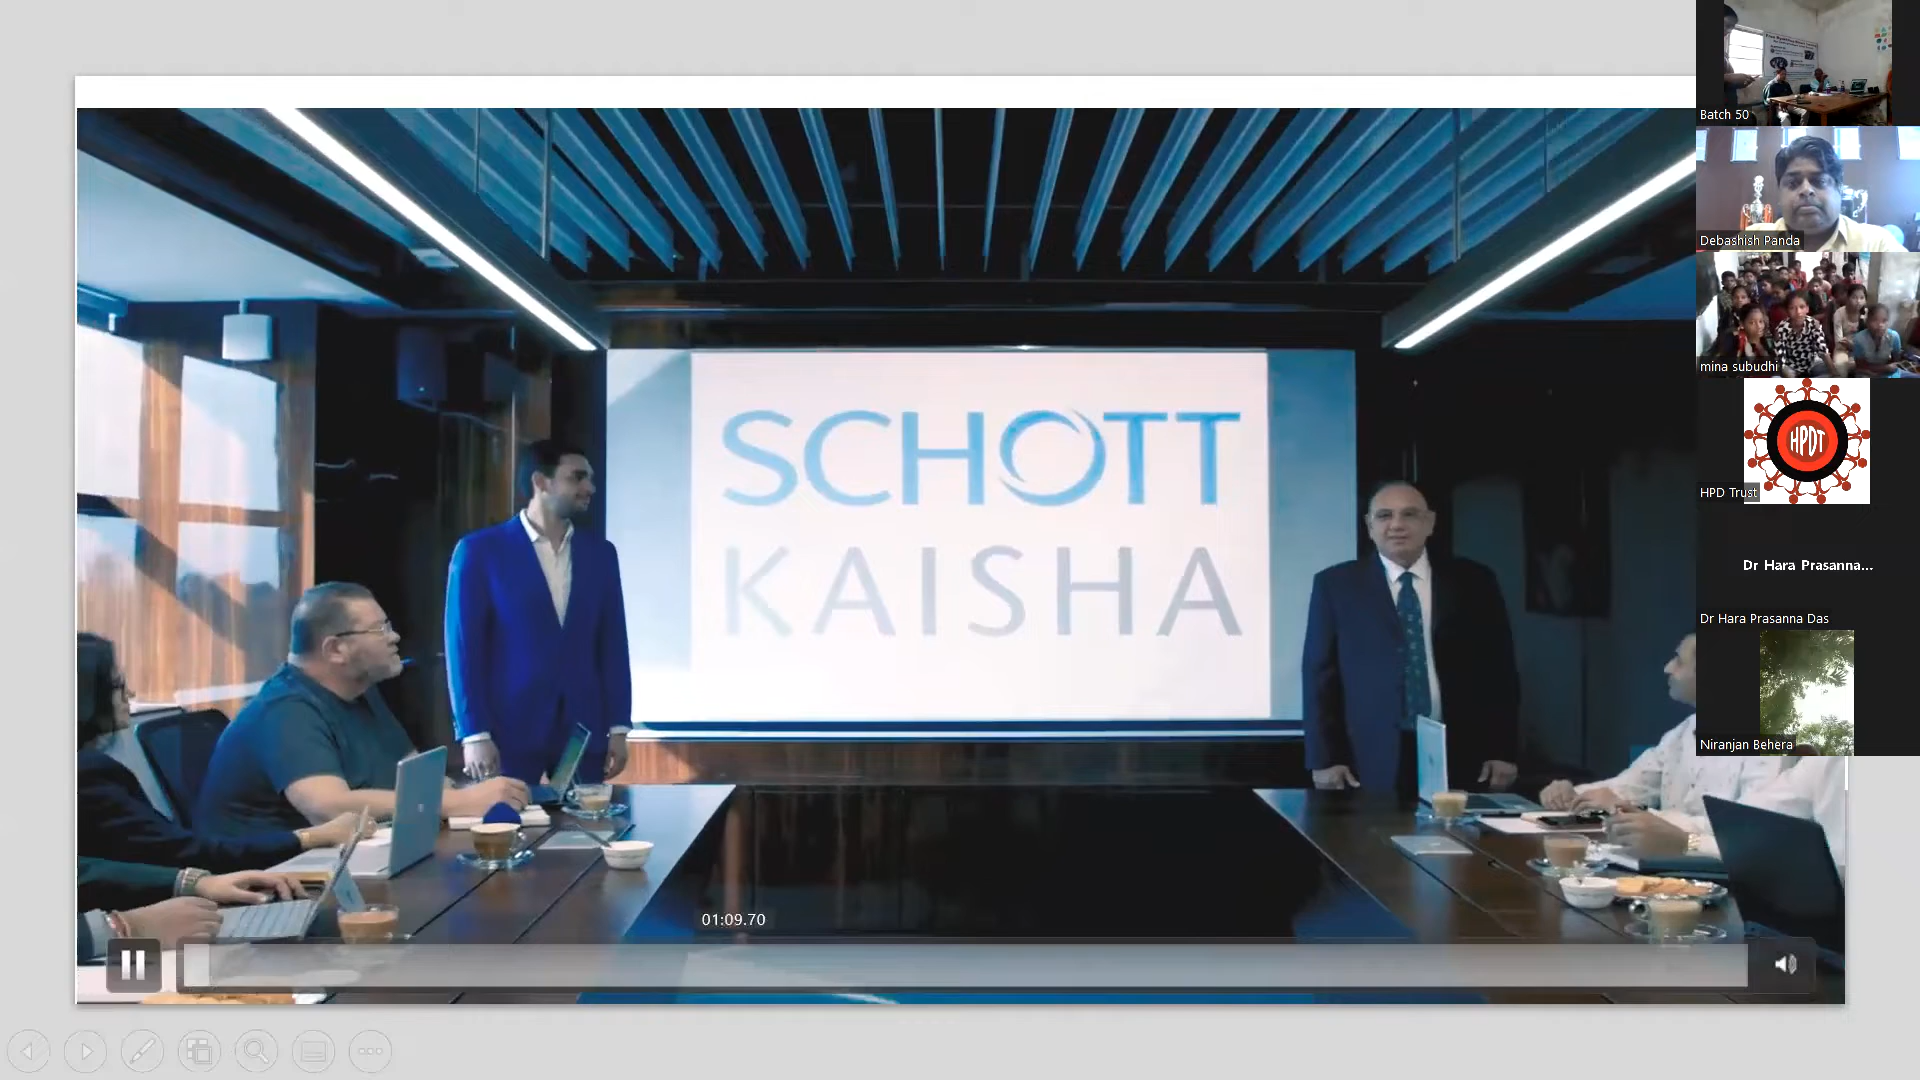 SCHOTT
KAISHA
01:09.70
Batch 50
Debashish Panda
mina subudhi
HPDT
HPD Trust
Dr Hara Prasanna...
Dr Hara Prasanna Das
Niranjan Behera